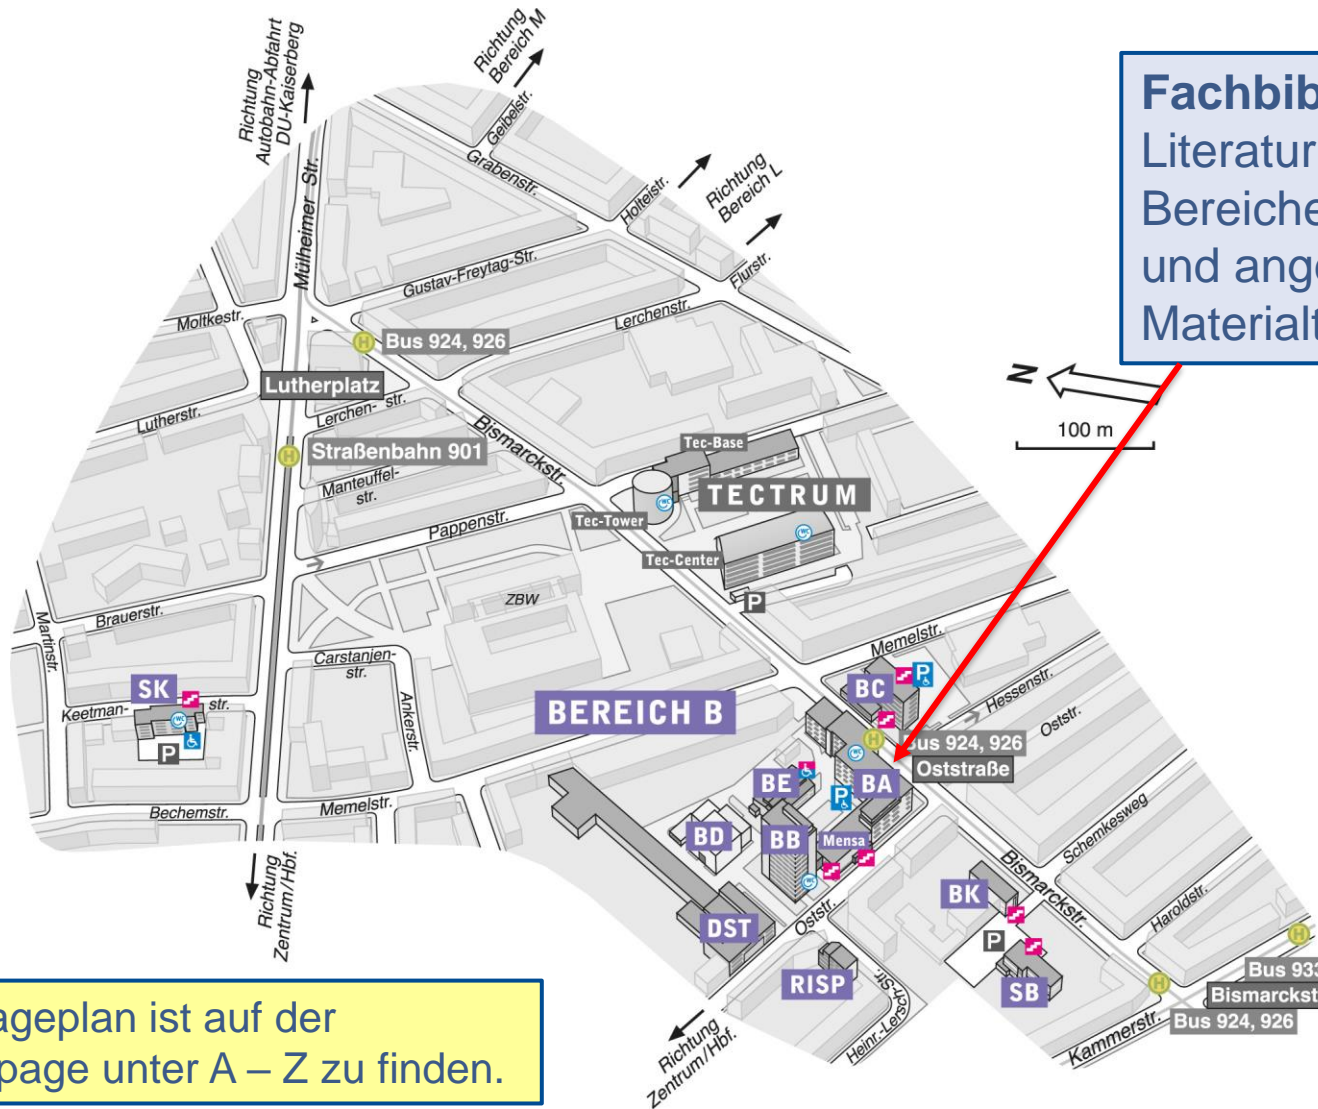 Richtung
Autobahn-Abfahrt
DU-Kaiserberg
Richtung
Bereich M
Geibelstr.
Grabenstr.
Mülheimer Str.
Holteistr.
Richtung
Bereich L
Flurstr.
Gustav-Freytag-Str.
Lerchenstr.
Moltkestr.
Bus 924, 926
Lutherplatz
Lutherstr.
Lerchen- str.
Bismarckstr.
Straßenbahn 901
Manteuffel-
str.
Pappenstr.
Tec-Base
TECTRUM
Tec-Tower
Tec-Center
P
ZBW
N
100 m
Fachbib
Literatur
Bereiche
und ange
Materialt
Martinstr.
Brauerstr.
Carstanjen-
str.
Ankerstr.
SK
Keetman- str.
P
Bechemstr.
Memelstr.
Richtung
Zentrum/Hbf.
BEREICH B
Memelstr.
BC
P
Hessenstr.
Oststr.
Bus 924, 926
Oststraße
BE
BA
P
BD
BB
Mensa
DST
Oststr.
RISP
Richtung
Zentrum/Hbf.
Heinr.-Lersch-Str.
BK
P
SB
Bismarckstr.
Schemkesweg
Haroldstr.
Bus 933
Bismarckst
Bus 924, 926
Kammerstr.
ageplan ist auf der
page unter A – Z zu finden.